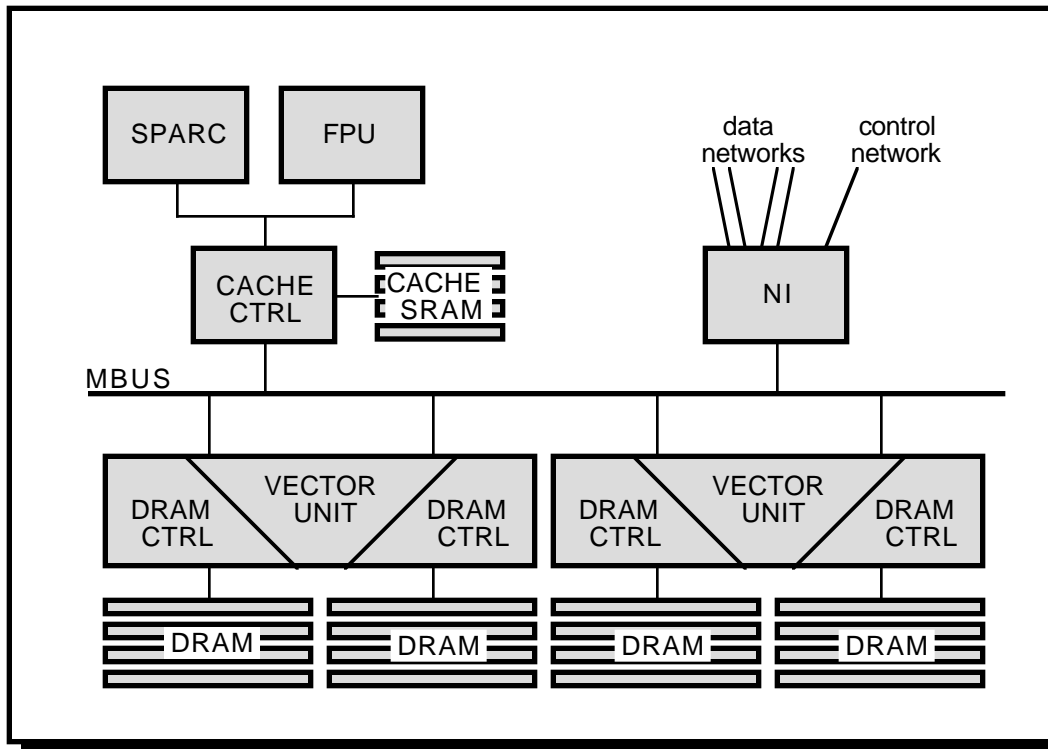 SPARC
FPU
data
networks
control
network
CACHE
CTRL
CACHE
SRAM
NI
MBUS
DRAM
CTRL
VECTOR
UNIT
DRAM
CTRL
DRAM
CTRL
VECTOR
UNIT
DRAM
CTRL
DRAM
DRAM
DRAM
DRAM